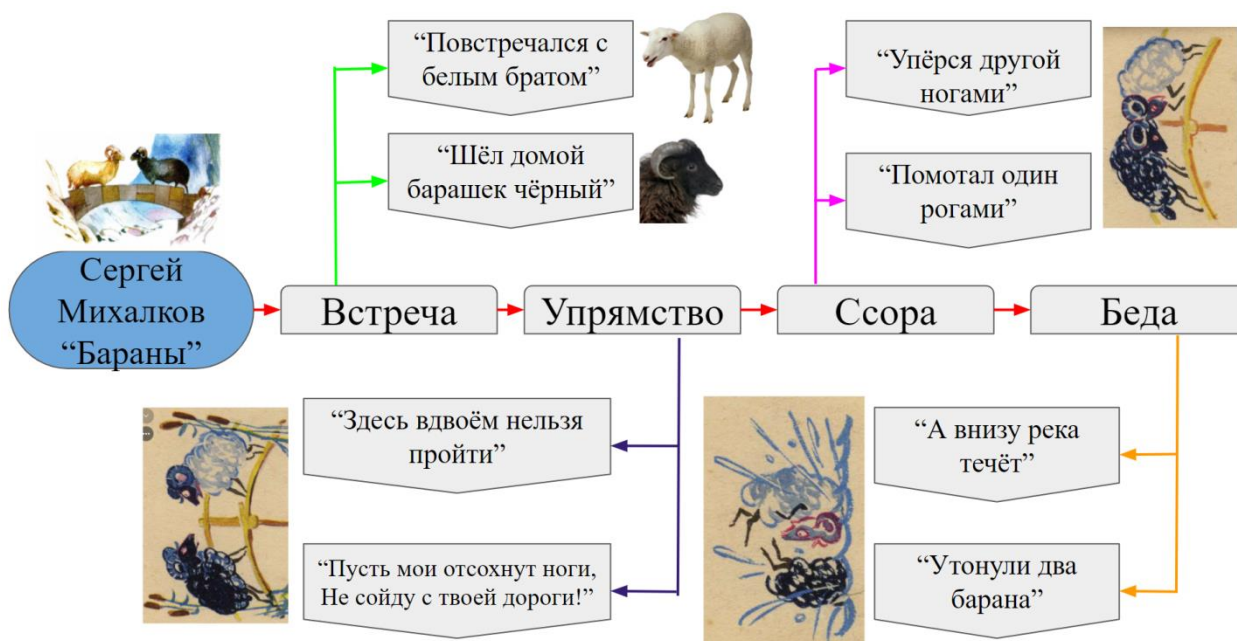 “Повстречался с
белым братом”
“Шёл домой
барашек чёрный”
“Упёрся другой
ногами”
“Помотал один
рогами”
Сергей
Михалков
“Бараны”
Встреча
Упрямство
Ссора
Беда
“Здесь вдвоём нельзя
пройти”
“Пусть мои отсохнут ноги,
Не сойду с твоей дороги!”
“А внизу река
течёт”
“Утонули два
барана”